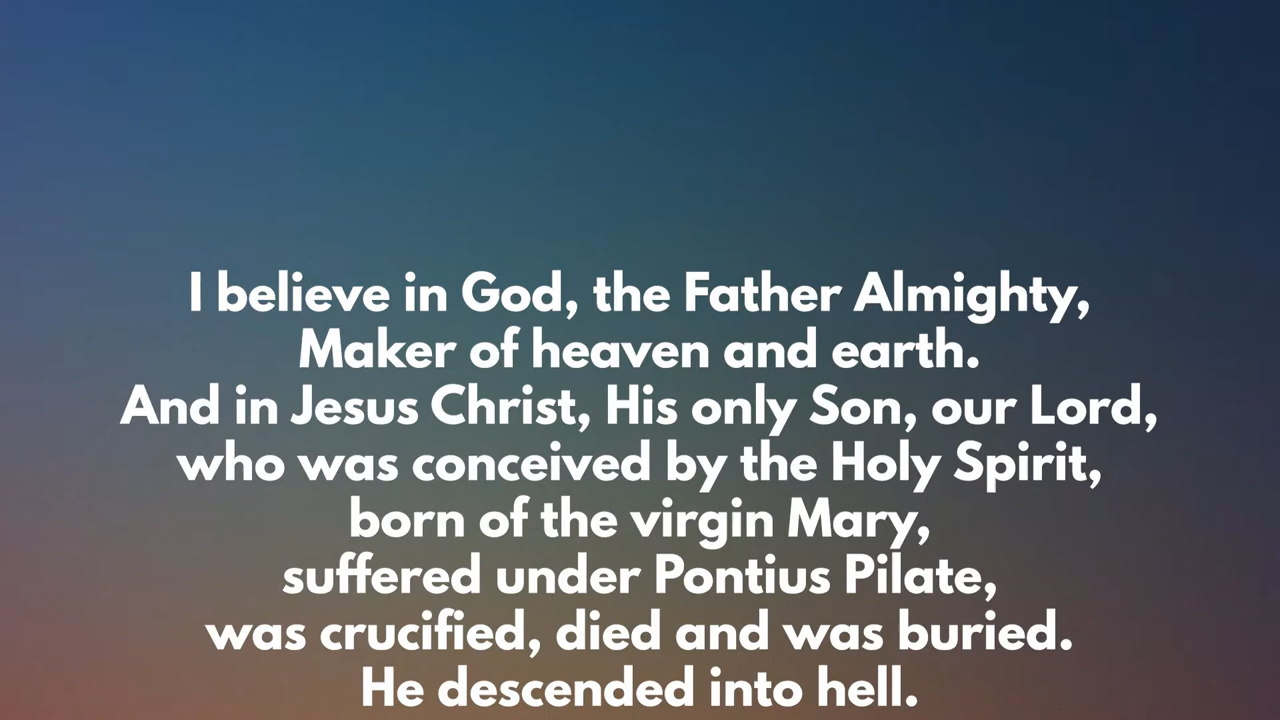 I believe in God, the Father Almighty,
Maker of heaven and earth.
And in Jesus Christ, His only Son, our Lord,
who was conceived by the Holy Spirit,
born of the virgin Mary,
suffered under Pontius Pilate,
was crucified, died and was buried.
He descended into hell.